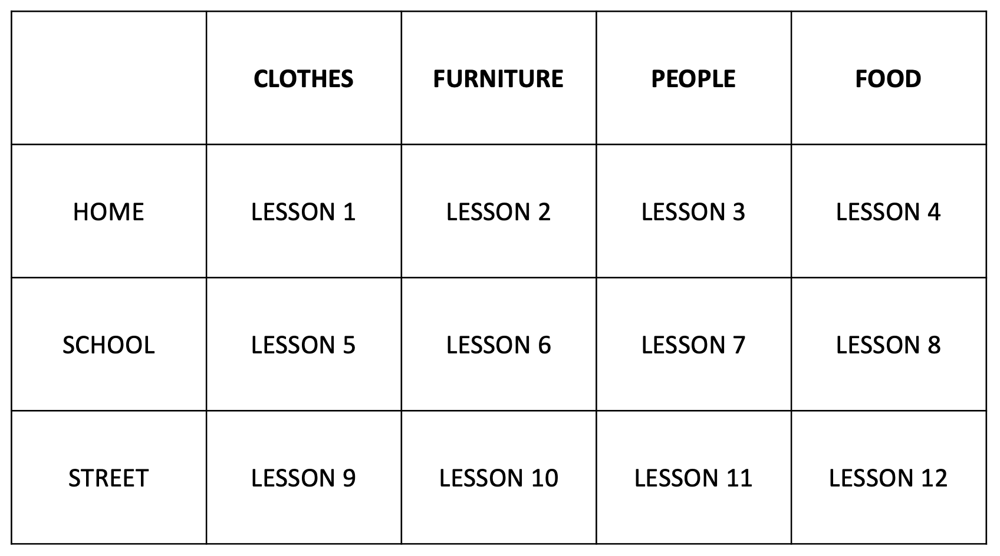 CLOTHES FURNITURE PEOPLE FOOD
HOME LESSON 1 LESSON 2 LESSON 3 LESSON 4
SCHOOL LESSON 5 LESSON 6 LESSON 7 LESSON 8
STREET LESSON 9 LESSON 10 LESSON 11 LESSON 12